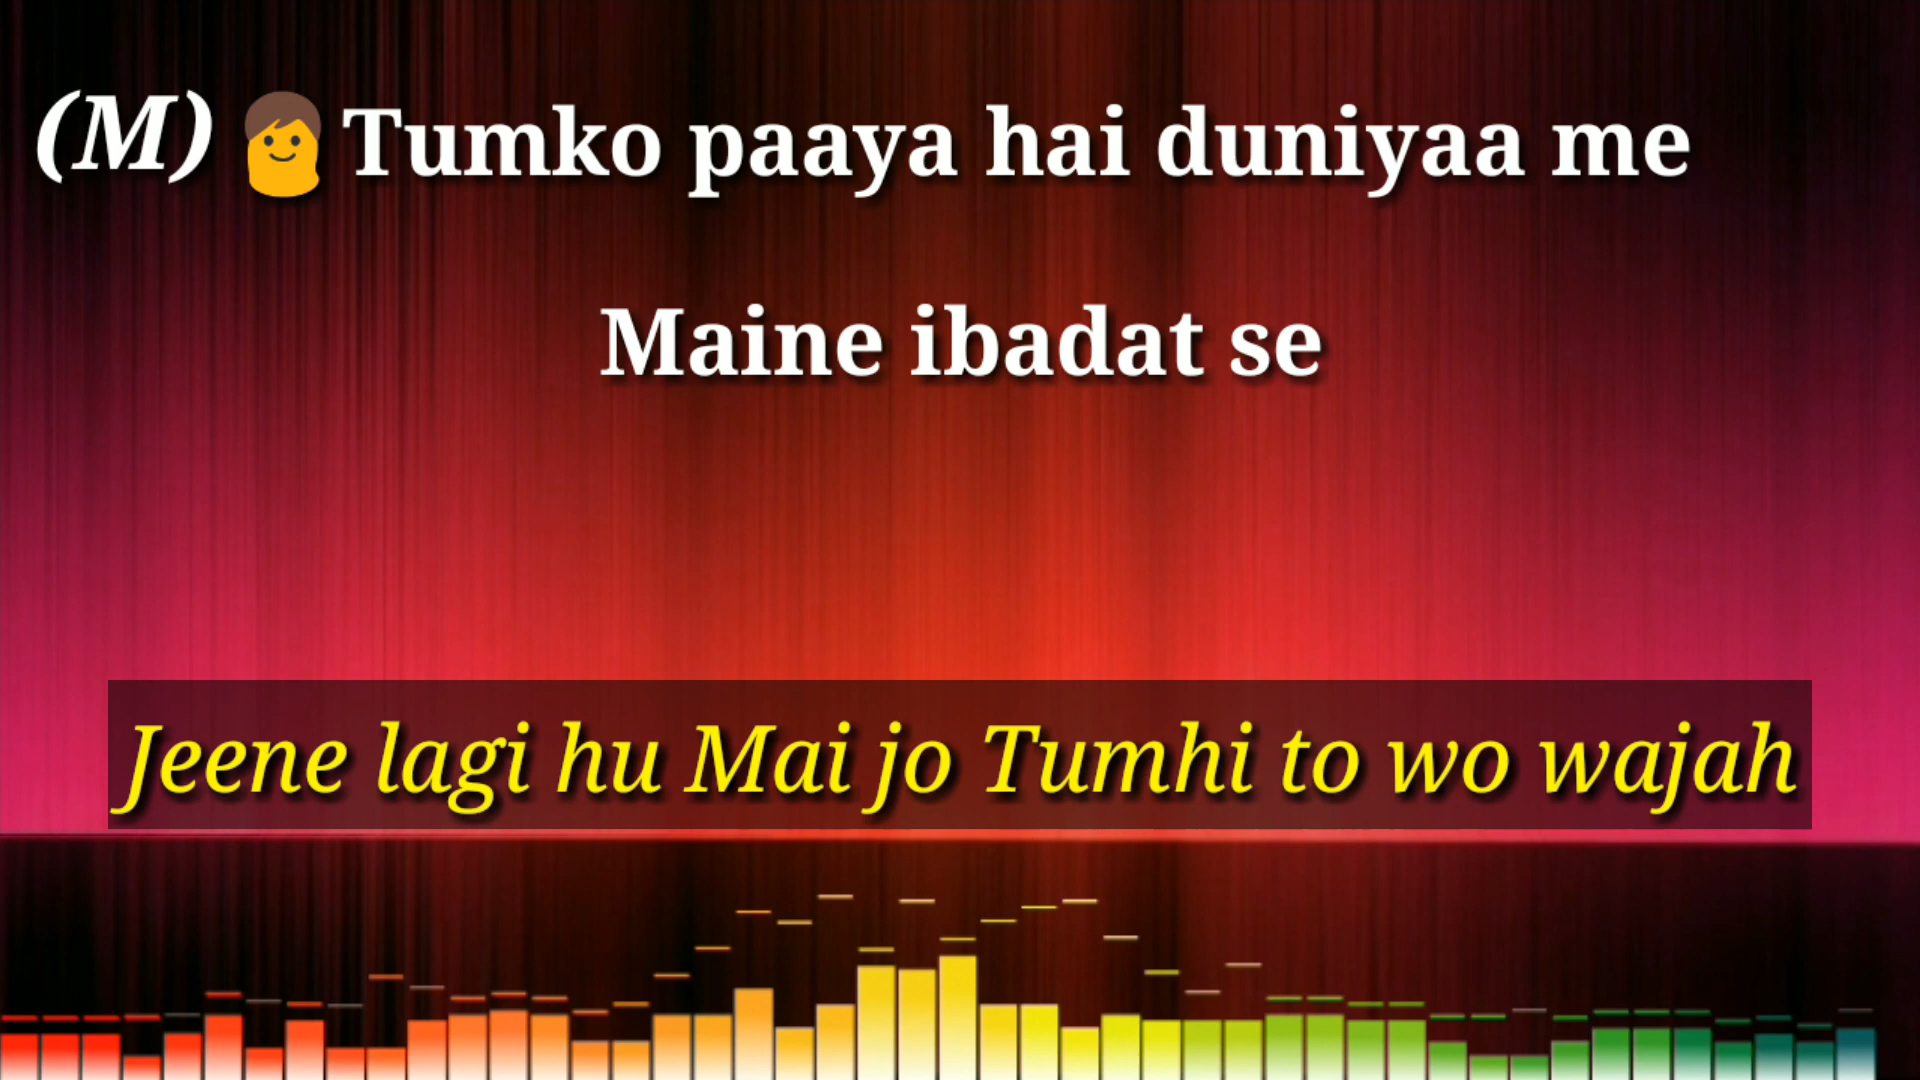 (M) 👨Tumko paaya hai duniyaa me
Maine ibadat se
Jeene lagi hu Mai jo Tumhi to wo wajah